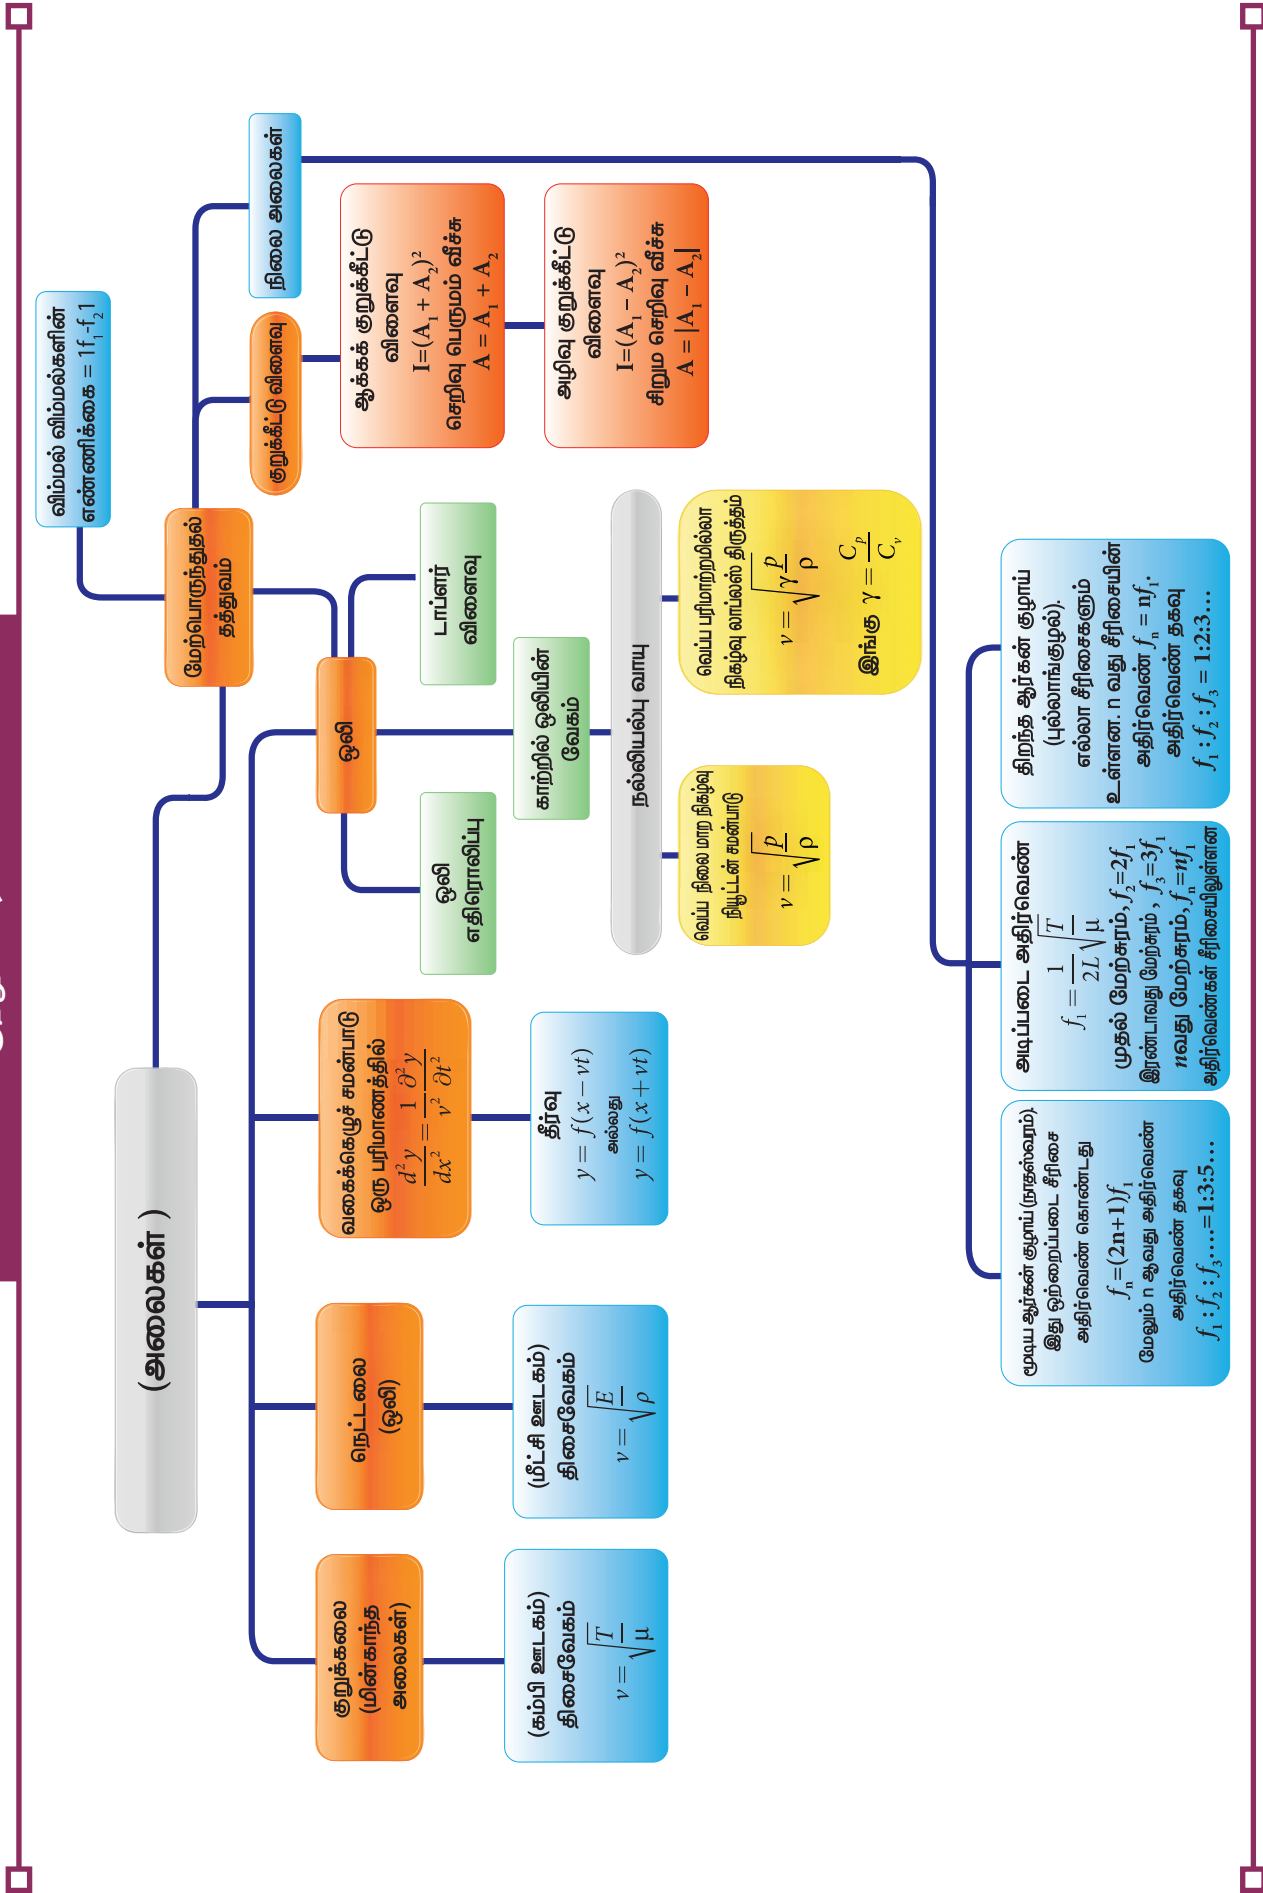 (அலைகள் )
விம்மல் விம்மல்களின்
எண்ணிக்கை = 1f₁-f₂1
மேற்பொருந்துதல்
தத்துவம்
நிலை அலைகள்
குறுக்கீட்டு விளைவு
ஆக்கக் குறுக்கீட்டு
விளைவு
I=(A₁ + A₂)²
செறிவு பெருமம் வீச்சு
A = A₁ + A₂
அழிவு குறுக்கீட்டு
விளைவு
I=(A₁ - A₂)²
சிறும செறிவு வீச்சு
A = |A₁ - A₂|
குறுக்கலை
(மின்காந்த
அலைகள்)
(கம்பி ஊடகம்)
திசைவேகம்
v = √(T/μ)
நெட்டலை
(ஒலி)
(மீட்சி ஊடகம்)
திசைவேகம்
v = √(E/ρ)
வகைக்கெழுச் சமன்பாடு
ஒரு பரிமாணத்தில்
d²y/dx² = 1/v² ∂²y/∂t²
தீர்வு
y = f(x − vt)
அல்லது
y = f(x + vt)
ஒலி
ஒலி
எதிரொலிப்பு
காற்றில் ஒலியின்
வேகம்
டாப்ளர்
விளைவு
நல்லியல்பு வாயு
வெப்ப நிலை மாற நிகழ்வு
நியூட்டன் சமன்பாடு
v = √(p/ρ)
வெப்ப பரிமாற்றமில்லா
நிகழ்வு லாப்லஸ் திருத்தம்
v = √(γp/ρ)
இங்கு γ = Cₚ/Cᵥ
மூடிய ஆர்கன் குழாய் (நாதஸ்வரம்).
இது ஒற்றைப்படை சீரிசை
அதிர்வெண் கொண்டது
fₙ=(2n+1)f₁
மேலும் n ஆவது அதிர்வெண்
அதிர்வெண் தகவு
f₁ : f₂ : f₃....=1:3:5...
அடிப்படை அதிர்வெண்
f₁ = 1/2L √(T/μ)
முதல் மேற்சுரம், f₂=2f₁
இரண்டாவது மேற்சுரம் , f₃=3f₁
nவது மேற்சுரம், fₙ=nf₁
அதிர்வெண்கள் சீரிசையிலுள்ளன
திறந்த ஆர்கன் குழாய்
(புல்லாங்குழல்).
எல்லா சீரிசைகளும்
உள்ளன. n வது சீரிசையின்
அதிர்வெண் fₙ = nf₁.
அதிர்வெண் தகவு
f₁ : f₂ : f₃ = 1:2:3...